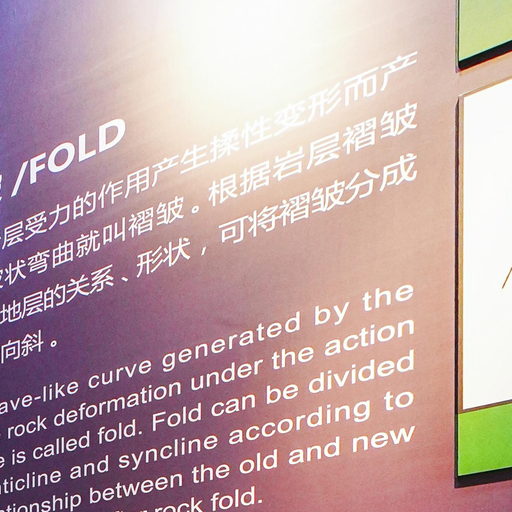 /FOLD
层受力的作用产生揉性变形而产
状弯曲就叫褶皱。根据岩层褶皱
地层的关系、形状，可将褶皱分成
向斜。
ave-like curve generated by the
rock deformation under the action
e is called fold. Fold can be divided
nticline and syncline according to
tionship between the old and new
rock fold.